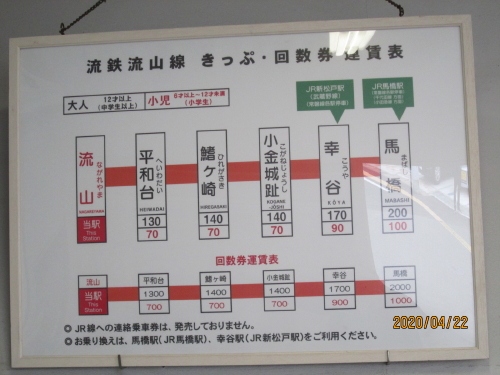 流鉄流山線 きっぷ・回数券 運賃表
大人 12才以上(中学生以上) 小児 6才以上~12才未満(小学生)
JR新松戸駅
(武蔵野線)
JR馬橋駅
流山
ながれやま
NAGAREYAMA
当駅
This
Station
平和台
へいわだい
HEIWADAI
130
70
鰭ヶ崎
ひれがさき
HIREGASAKI
140
70
小金城趾
こがねじょうし
KOGANE
-JOSHI
140
70
幸谷
こうや
KOYA
170
90
馬橋
まばし
MABASHI
200
100
回数券運賃表
流山 平和台 鰭ヶ崎 小金城趾 幸谷 馬橋
当駅 1300 1400 1400 1700 2000
This
Station
700 700 700 900 1000
◎JR線への連絡乗車券は、発売しておりません。
◎お乗り換えは、馬橋駅(JR馬橋駅)、幸谷駅(JR新松戸駅)をご利用ください。
2020/04/22